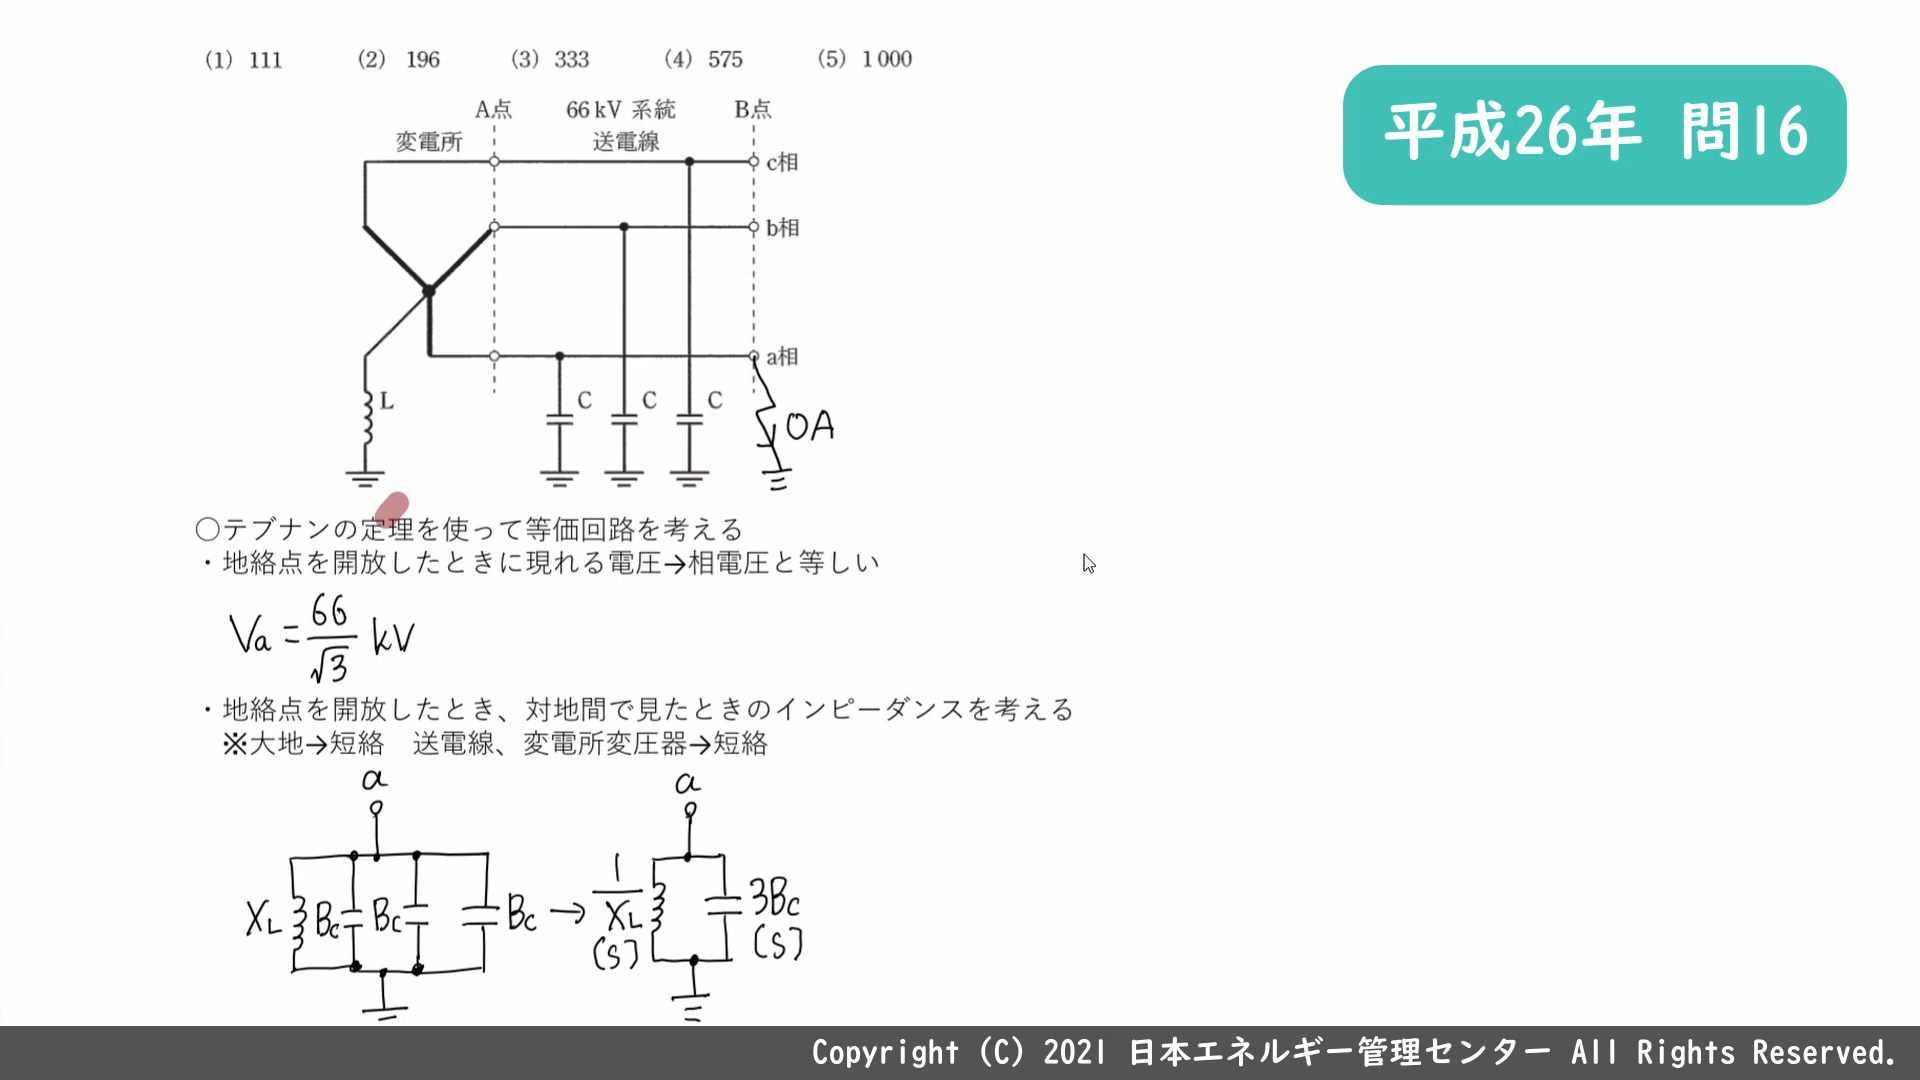 (1) 111 (2) 196 (3) 333 (4) 575 (5) 1 000
平成26年 問16
A点 66 kV 系統 B点
変電所 送電線
c相
b相
a相
L C C C 0A
○テブナンの定理を使って等価回路を考える
・地絡点を開放したときに現れる電圧→相電圧と等しい
Va = 66/√3 kV
・地絡点を開放したとき、対地間で見たときのインピーダンスを考える
※大地→短絡 送電線、変電所変圧器→短絡
a a
XL Bc Bc Bc → 1/XL (S) 3Bc (S)
Copyright (C) 2021 日本エネルギー管理センター All Rights Reserved.